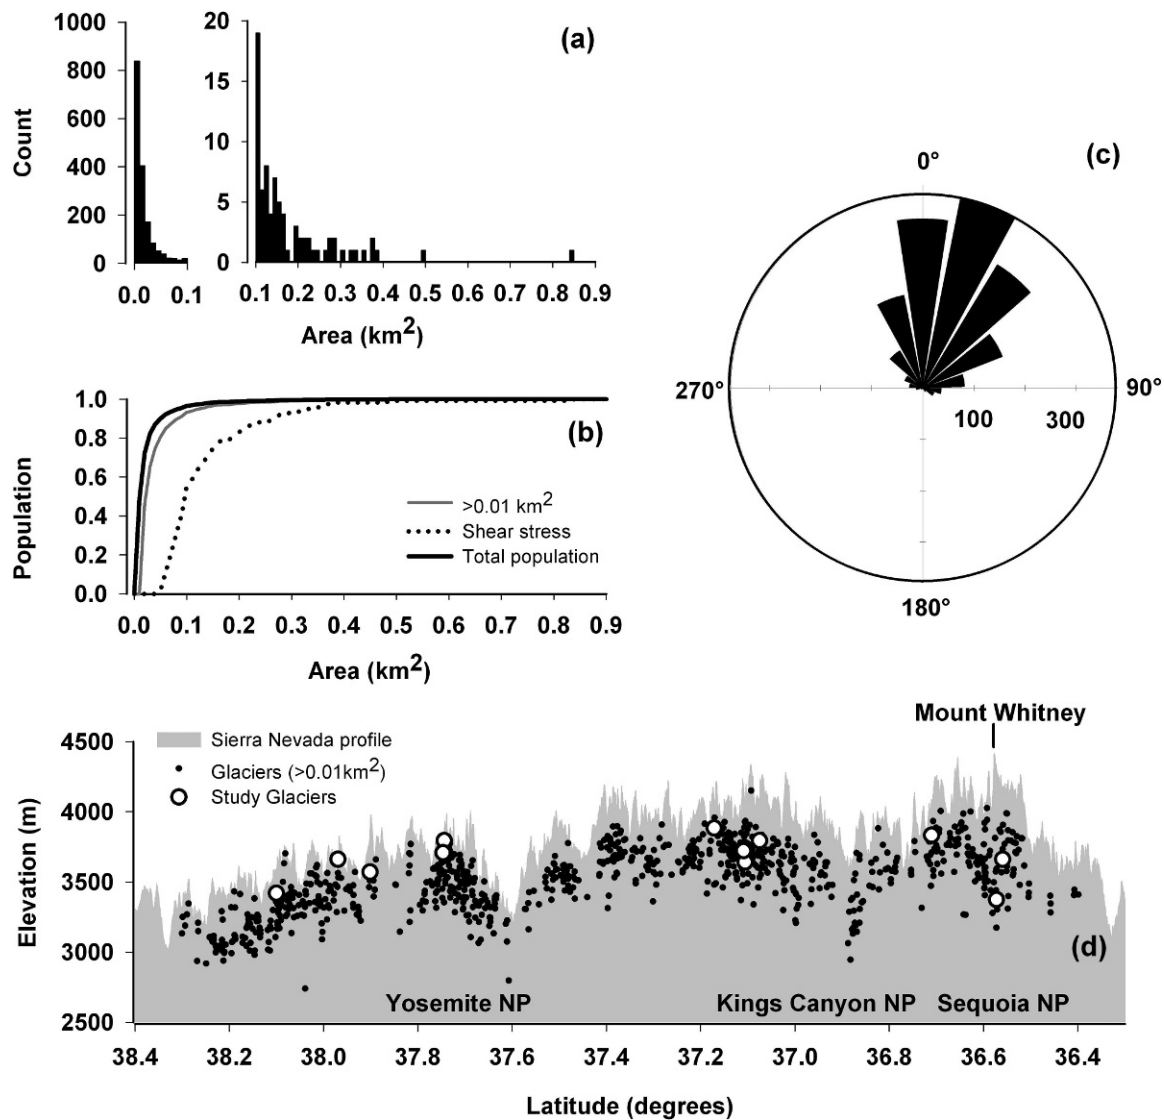 (a)
Count
1000
800
600
400
200
0
0.0 0.1
20
15
10
5
0
0.1 0.2 0.3 0.4 0.5 0.6 0.7 0.8 0.9
Area (km2)
(b)
Population
1.0
0.8
0.6
0.4
0.2
0.0
>0.01 km2
Shear stress
Total population
0.0 0.1 0.2 0.3 0.4 0.5 0.6 0.7 0.8 0.9
Area (km2)
(c)
0°
270°
90°
100 300
180°
Mount Whitney
Elevation (m)
4500
4000
3500
3000
2500
Sierra Nevada profile
Glaciers (>0.01km2)
Study Glaciers
(d)
Yosemite NP Kings Canyon NP Sequoia NP
38.4 38.2 38.0 37.8 37.6 37.4 37.2 37.0 36.8 36.6 36.4
Latitude (degrees)